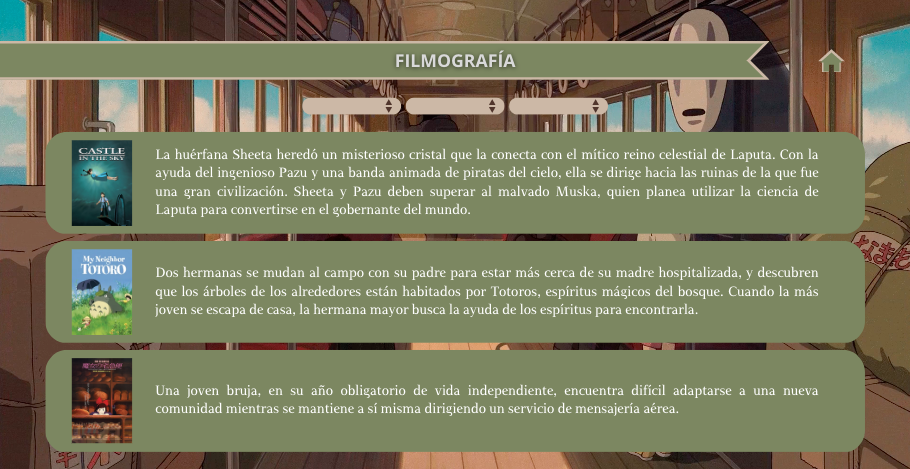 FILMOGRAFÍA
CASTLE
IN THE SKY
La huérfana Sheeta heredó un misterioso cristal que la conecta con el mítico reino celestial de Laputa. Con la
ayuda del ingenioso Pazu y una banda animada de piratas del cielo, ella se dirige hacia las ruinas de la que fue
una gran civilización. Sheeta y Pazu deben superar al malvado Muska, quien planea utilizar la ciencia de
Laputa para convertirse en el gobernante del mundo.
My Neighbor
TOTORO
Dos hermanas se mudan al campo con su padre para estar más cerca de su madre hospitalizada, y descubren
que los árboles de los alrededores están habitados por Totoros, espíritus mágicos del bosque. Cuando la más
joven se escapa de casa, la hermana mayor busca la ayuda de los espíritus para encontrarla.
Una joven bruja, en su año obligatorio de vida independiente, encuentra difícil adaptarse a una nueva
comunidad mientras se mantiene a sí misma dirigiendo un servicio de mensajería aérea.